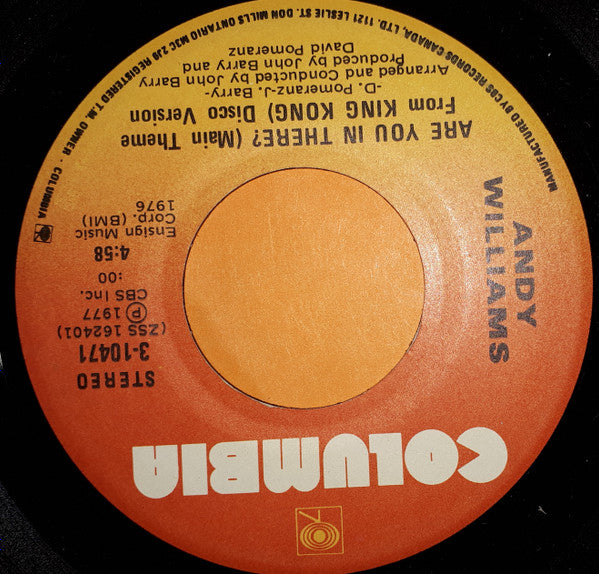 COLUMBIA
STEREO
3-10471
(ZSS 162401)
Ⓟ 1977
CBS Inc.
:00
4:58
Ensign Music
Corp. (BMI)
1976
ANDY
WILLIAMS
ARE YOU IN THERE? (Main Theme
From KING KONG) Disco Version
-D. Pomeranz-J. Barry-
Arranged and Conducted by John Barry
Produced by John Barry and
David Pomeranz
MANUFACTURED BY CBS RECORDS CANADA, LTD. 1121 LESLIE ST. DON MILLS ONTARIO M3C 2J9 REGISTERED T.M. OWNER · COLUMBIA